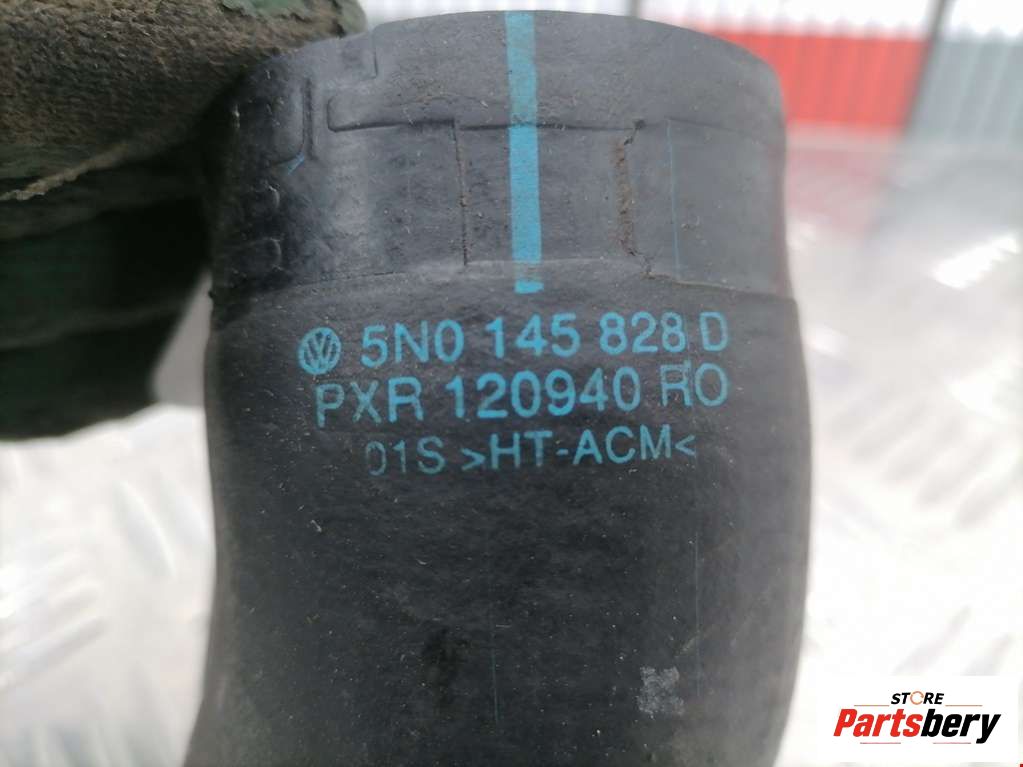 5N0 145 828 D
PXR 120940 RO
01S >HT-ACM<
STORE
Partsbery